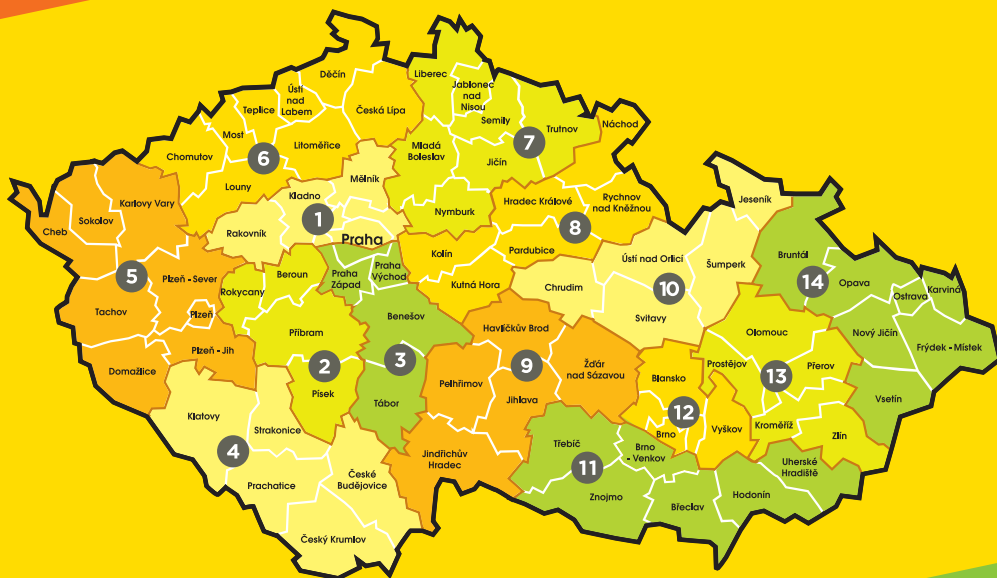 Děčín
Liberec
Ústí
nad
Labem
Jablonec
nad
Nisou
Teplice
Česká Lípa
Semily
Trutnov
Náchod
Most
Litoměřice
Mladá
Boleslav
7
Chomutov
6
Jičín
Mělník
Louny
Kladno
Jeseník
Karlovy Vary
Nymburk
Hradec Králové
Rychnov
nad Kněžnou
Sokolov
Cheb
Rakovník
1
Praha
8
Kolín
Pardubice
Bruntál
Ústí nad Orlicí
Šumperk
5
Plzeň - Sever
Beroun
Praha
Západ
Praha
Východ
14
Opava
Rokycany
Kutná Hora
Chrudim
10
Ostrava
Karviná
Tachov
Plzeň
Benešov
Svitavy
Příbram
Havlíčkův Brod
Olomouc
Nový Jičín
Frýdek - Místek
Plzeň - Jih
Domažlice
2
3
9
Žďár
nad Sázavou
Prostějov
Přerov
13
Písek
Pelhřimov
Blansko
Jihlava
Tábor
Vsetín
Klatovy
12
Strakonice
Brno
Vyškov
Kroměříž
Zlín
4
Třebíč
Brno
- Venkov
Jindřichův
Hradec
11
Uherské
Hradiště
Prachatice
České
Budějovice
Znojmo
Hodonín
Břeclav
Český Krumlov